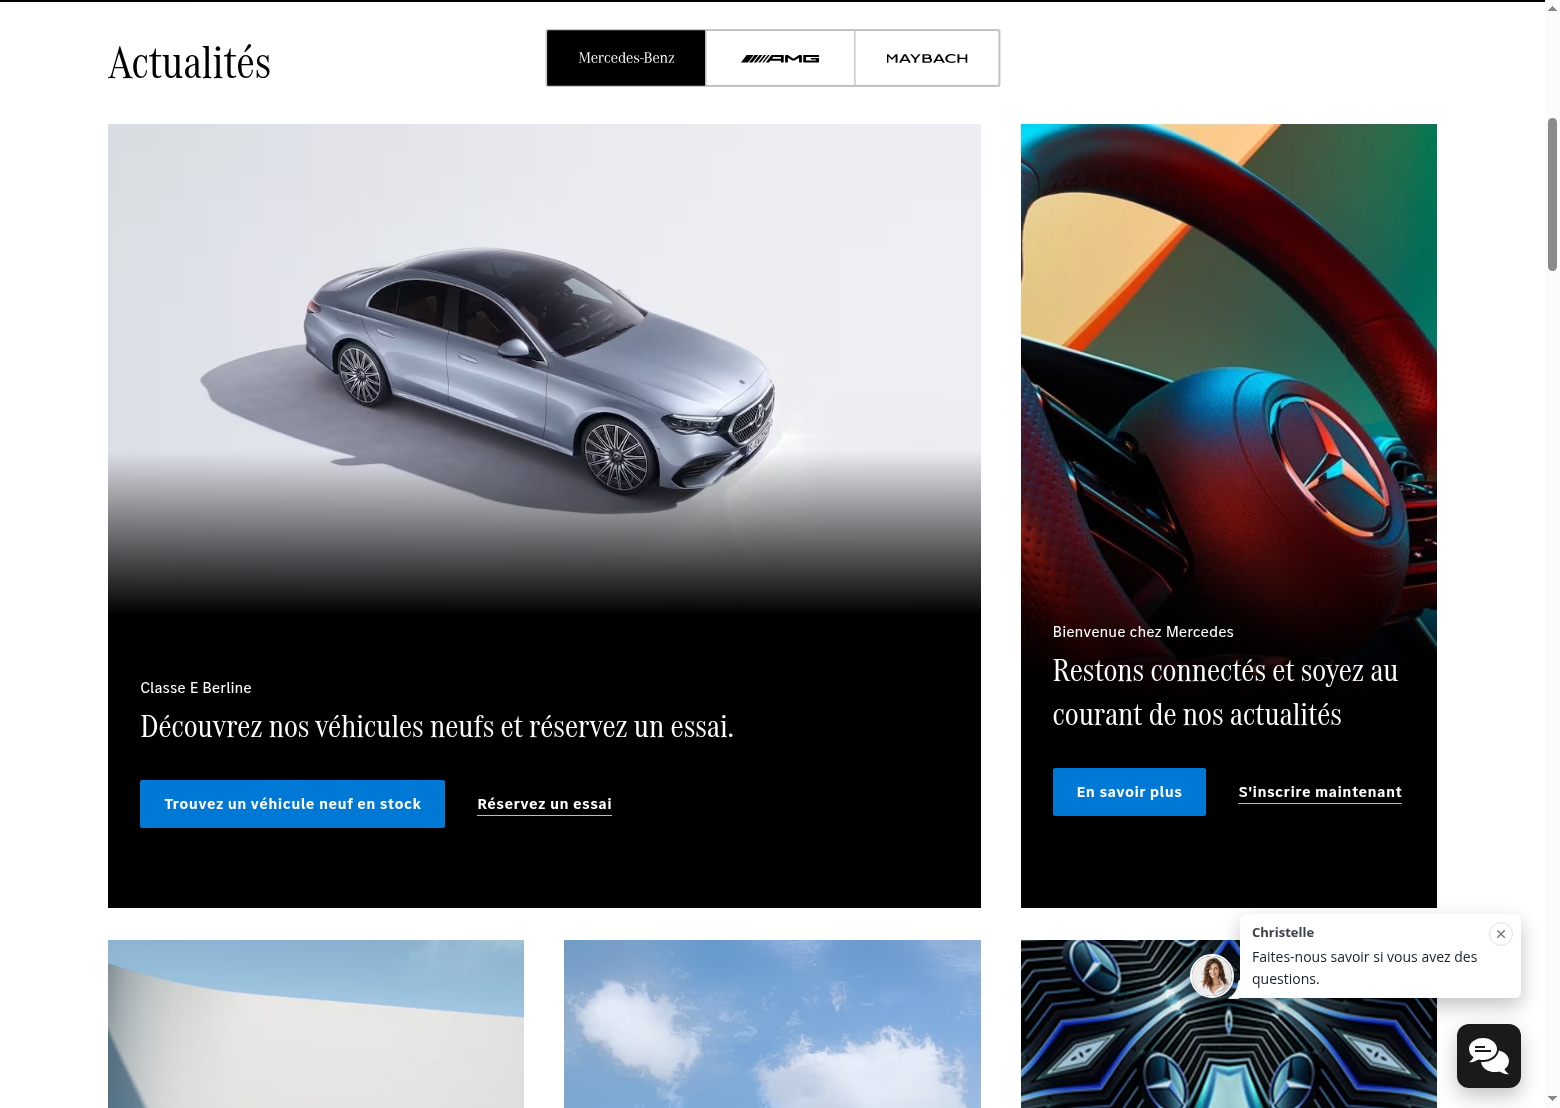 Actualités
Mercedes-Benz
AMG
MAYBACH
Classe E Berline
Découvrez nos véhicules neufs et réservez un essai.
Trouvez un véhicule neuf en stock
Réservez un essai
Bienvenue chez Mercedes
Restons connectés et soyez au
courant de nos actualités
En savoir plus
S'inscrire maintenant
Christelle
Faites-nous savoir si vous avez des
questions.